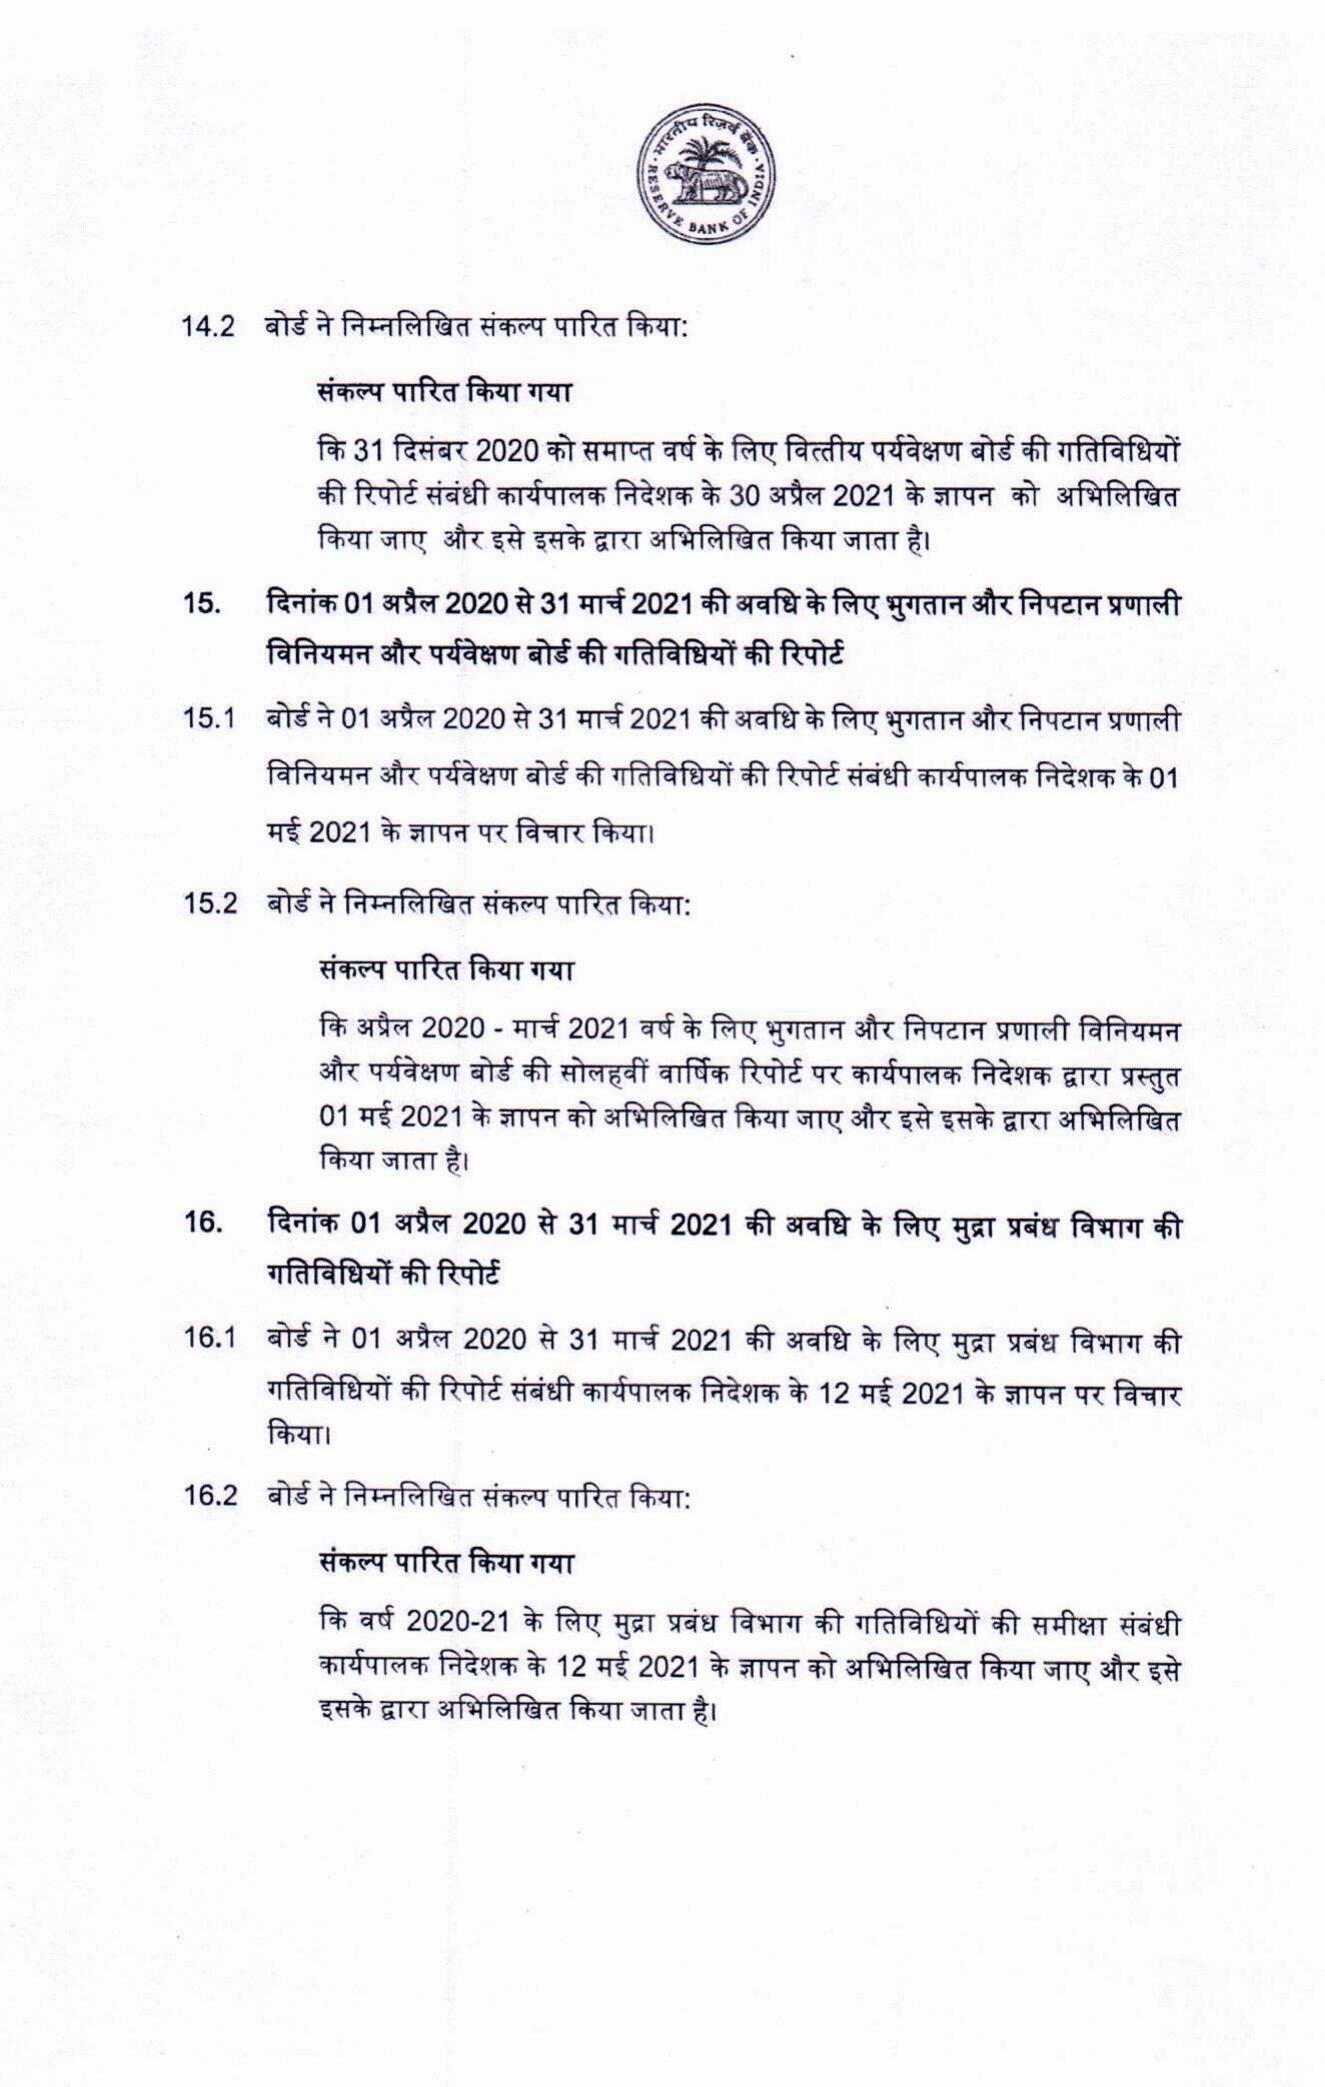 भारतीय रिज़र्व बैंक
RESERVE BANK OF INDIA
14.2 बोर्ड ने निम्नलिखित संकल्प पारित किया:
संकल्प पारित किया गया
कि 31 दिसंबर 2020 को समाप्त वर्ष के लिए वित्तीय पर्यवेक्षण बोर्ड की गतिविधियों
की रिपोर्ट संबंधी कार्यपालक निदेशक के 30 अप्रैल 2021 के ज्ञापन को अभिलिखित
किया जाए और इसे इसके द्वारा अभिलिखित किया जाता है।
15. दिनांक 01 अप्रैल 2020 से 31 मार्च 2021 की अवधि के लिए भुगतान और निपटान प्रणाली
विनियमन और पर्यवेक्षण बोर्ड की गतिविधियों की रिपोर्ट
15.1 बोर्ड ने 01 अप्रैल 2020 से 31 मार्च 2021 की अवधि के लिए भुगतान और निपटान प्रणाली
विनियमन और पर्यवेक्षण बोर्ड की गतिविधियों की रिपोर्ट संबंधी कार्यपालक निदेशक के 01
मई 2021 के ज्ञापन पर विचार किया।
15.2 बोर्ड ने निम्नलिखित संकल्प पारित किया:
संकल्प पारित किया गया
कि अप्रैल 2020 - मार्च 2021 वर्ष के लिए भुगतान और निपटान प्रणाली विनियमन
और पर्यवेक्षण बोर्ड की सोलहवीं वार्षिक रिपोर्ट पर कार्यपालक निदेशक द्वारा प्रस्तुत
01 मई 2021 के ज्ञापन को अभिलिखित किया जाए और इसे इसके द्वारा अभिलिखित
किया जाता है।
16. दिनांक 01 अप्रैल 2020 से 31 मार्च 2021 की अवधि के लिए मुद्रा प्रबंध विभाग की
गतिविधियों की रिपोर्ट
16.1 बोर्ड ने 01 अप्रैल 2020 से 31 मार्च 2021 की अवधि के लिए मुद्रा प्रबंध विभाग की
गतिविधियों की रिपोर्ट संबंधी कार्यपालक निदेशक के 12 मई 2021 के ज्ञापन पर विचार
किया।
16.2 बोर्ड ने निम्नलिखित संकल्प पारित किया:
संकल्प पारित किया गया
कि वर्ष 2020-21 के लिए मुद्रा प्रबंध विभाग की गतिविधियों की समीक्षा संबंधी
कार्यपालक निदेशक के 12 मई 2021 के ज्ञापन को अभिलिखित किया जाए और इसे
इसके द्वारा अभिलिखित किया जाता है।